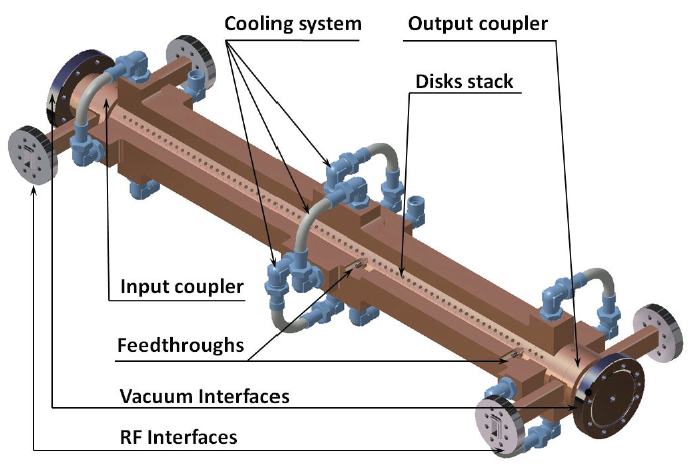 Cooling system
Output coupler
Disks stack
Input coupler
Feedthroughs
Vacuum Interfaces
RF Interfaces